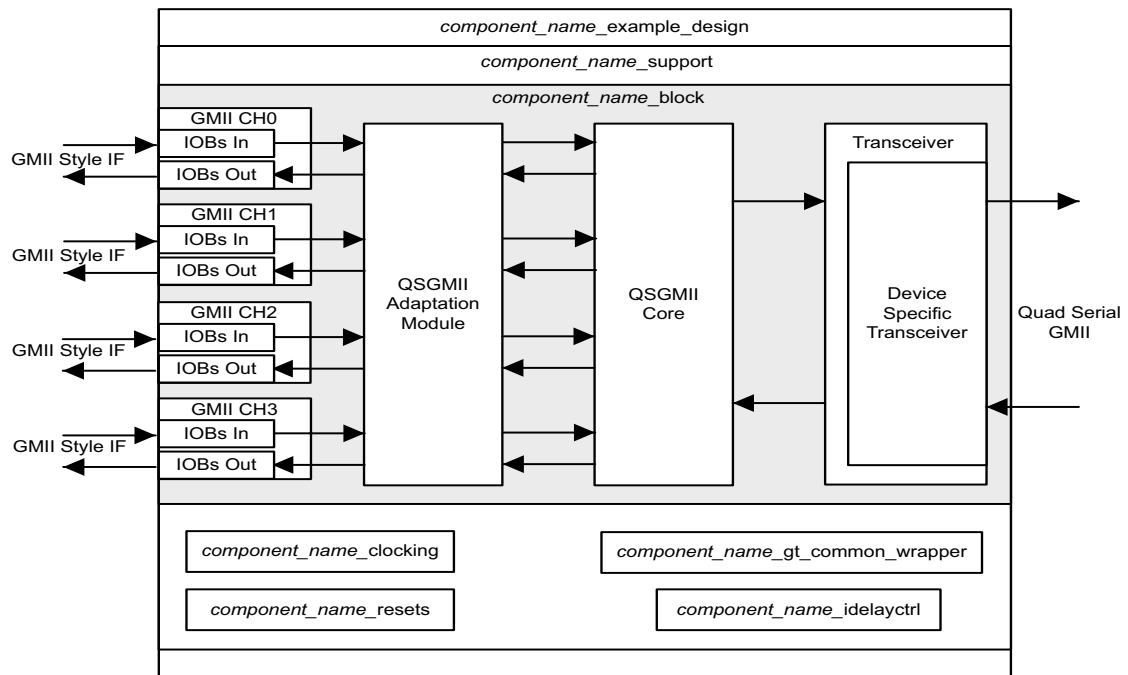 component_name_example_design
component_name_support
component_name_block
GMII CH0
IOBs In
IOBs Out
GMII Style IF
GMII CH1
IOBs In
IOBs Out
GMII Style IF
GMII CH2
IOBs In
IOBs Out
GMII Style IF
GMII CH3
IOBs In
IOBs Out
GMII Style IF
QSGMII
Adaptation
Module
QSGMII
Core
Transceiver
Device
Specific
Transceiver
Quad Serial
GMII
component_name_clocking
component_name_gt_common_wrapper
component_name_resets
component_name_idelayctrl